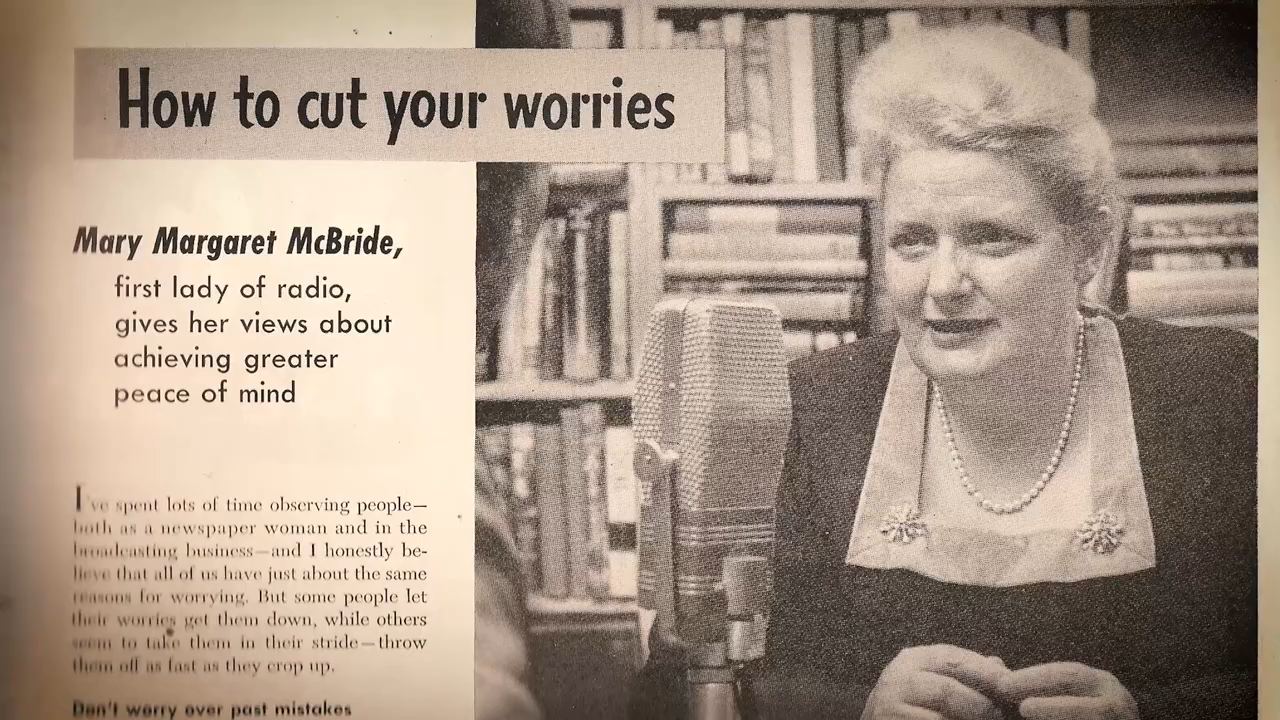 How to cut your worries
Mary Margaret McBride,
first lady of radio,
gives her views about
achieving greater
peace of mind
I've spent lots of time observing people—
both as a newspaper woman and in the
broadcasting business—and I honestly be-
lieve that all of us have just about the same
reasons for worrying. But some people let
their worries get them down, while others
seem to take them in their stride—throw
them off as fast as they crop up.
Don't worry over past mistakes